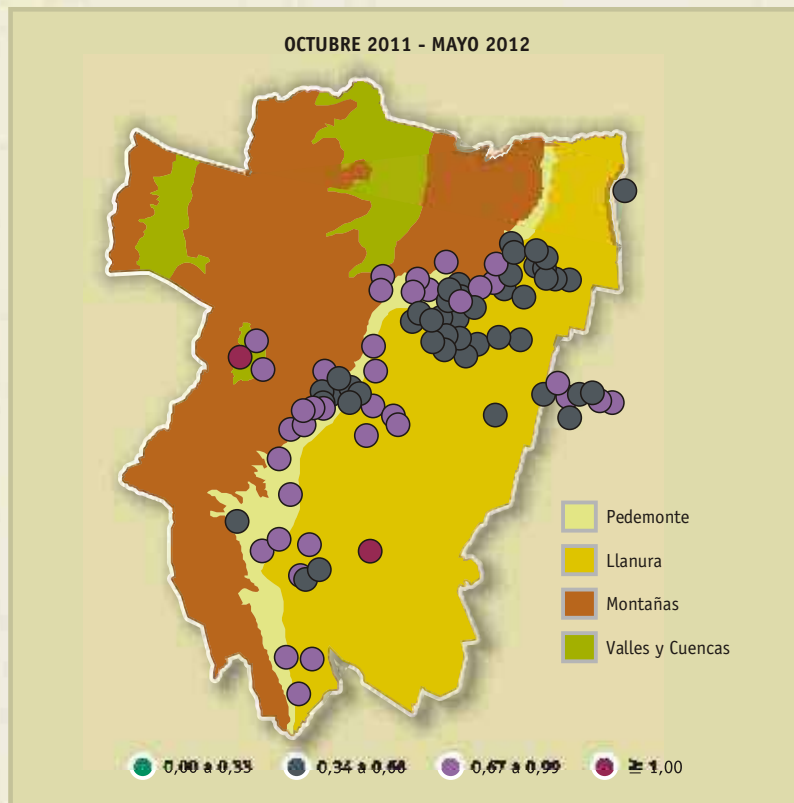 OCTUBRE 2011 - MAYO 2012
Pedemonte
Llanura
Montañas
Valles y Cuencas
0,00 a 0,33 0,34 a 0,66 0,67 a 0,99 ≥ 1,00